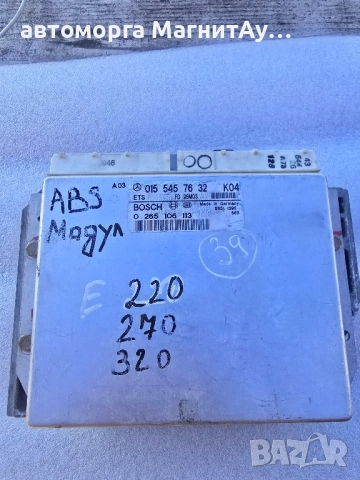 автоморга МагнитАу...
A03
015 545 76 32 K04
ETS
BOSCH
Made in Germany
0 265 106 113
ABS
Модул
39
E 220
270
320
BAZAR